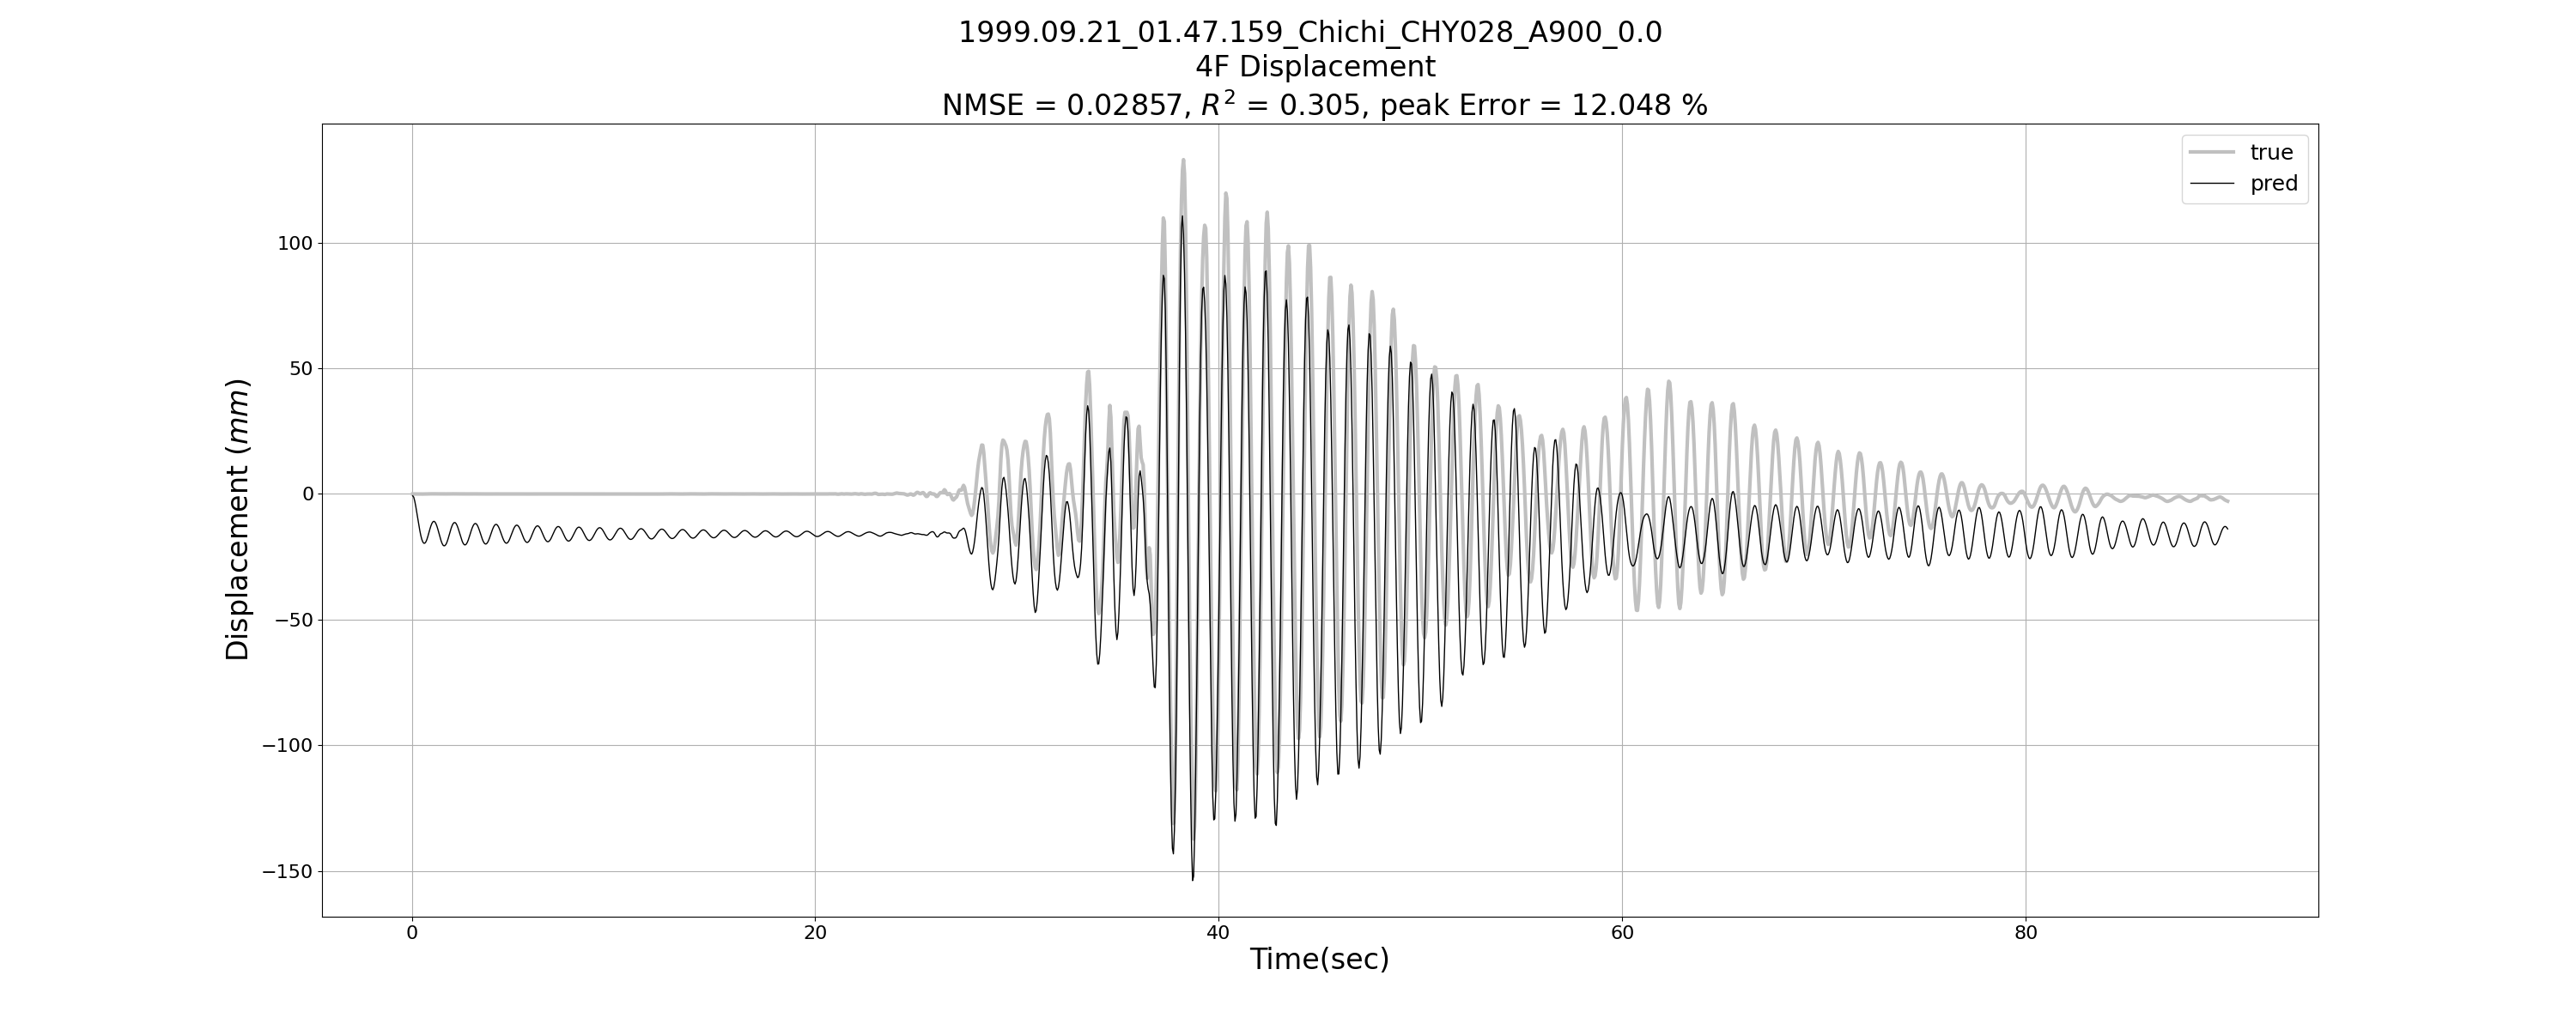 1999.09.21_01.47.159_Chichi_CHY028_A900_0.0
4F Displacement
NMSE = 0.02857, R² = 0.305, peak Error = 12.048 %
true
pred
Displacement (mm)
100
50
0
−50
−100
−150
0 20 40 60 80
Time(sec)